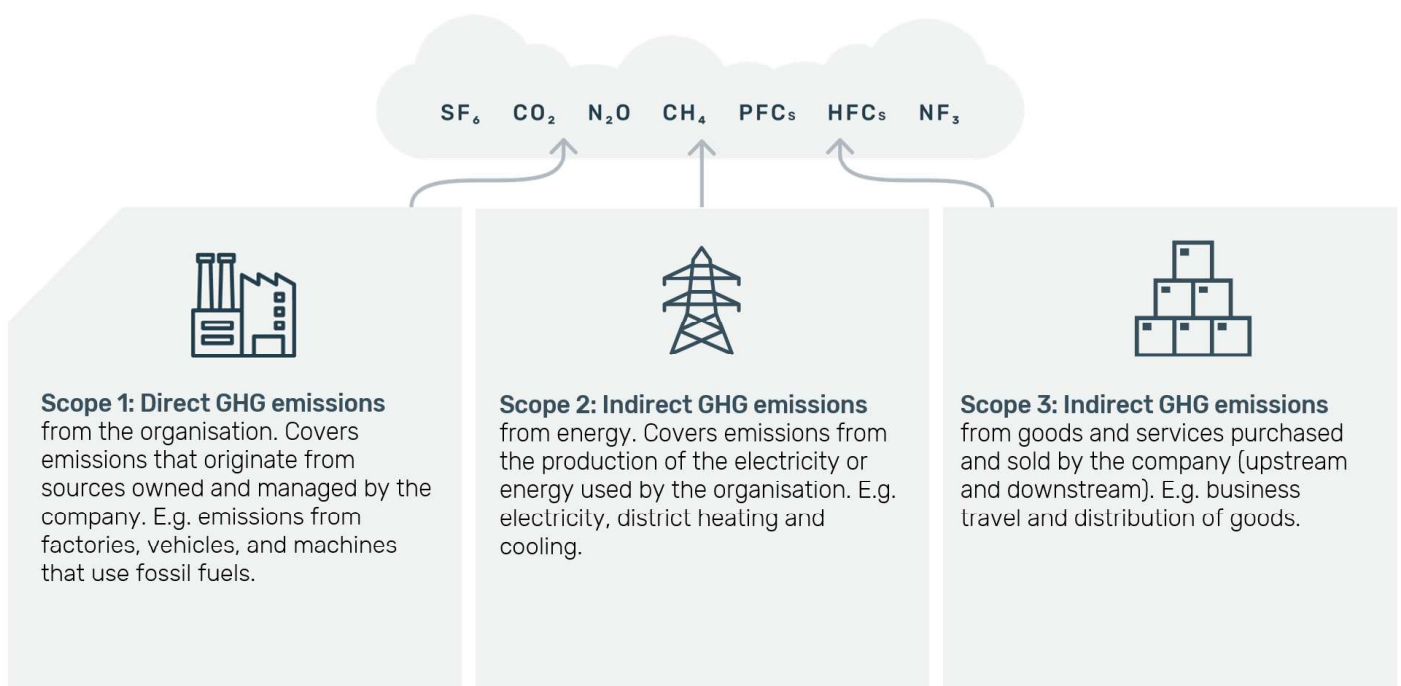 SF₆ CO₂ N₂O CH₄ PFCs HFCs NF₃
Scope 1: Direct GHG emissions
from the organisation. Covers
emissions that originate from
sources owned and managed by the
company. E.g. emissions from
factories, vehicles, and machines
that use fossil fuels.
Scope 2: Indirect GHG emissions
from energy. Covers emissions from
the production of the electricity or
energy used by the organisation. E.g.
electricity, district heating and
cooling.
Scope 3: Indirect GHG emissions
from goods and services purchased
and sold by the company (upstream
and downstream). E.g. business
travel and distribution of goods.